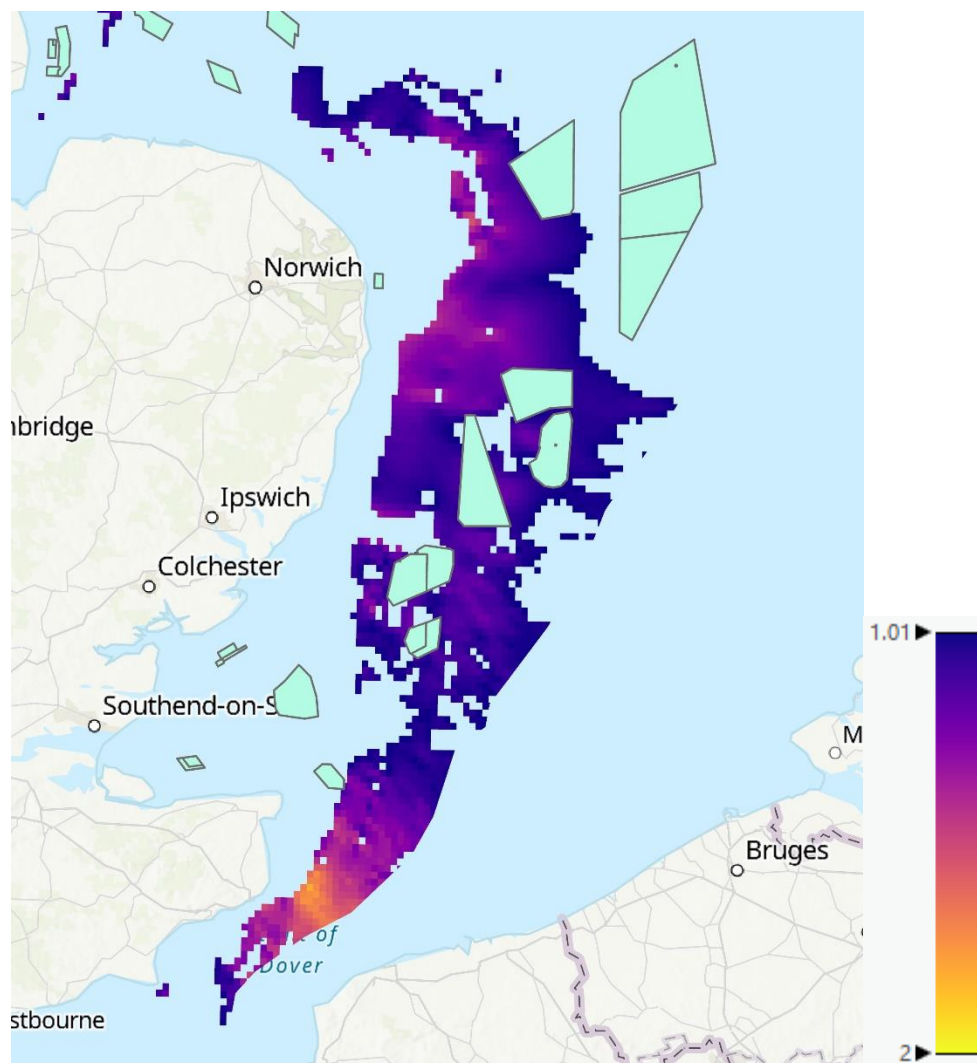 Norwich
nbridge
Ipswich
Colchester
1.01
Southend-on-S
M
Bruges
of
Dover
stbourne
2